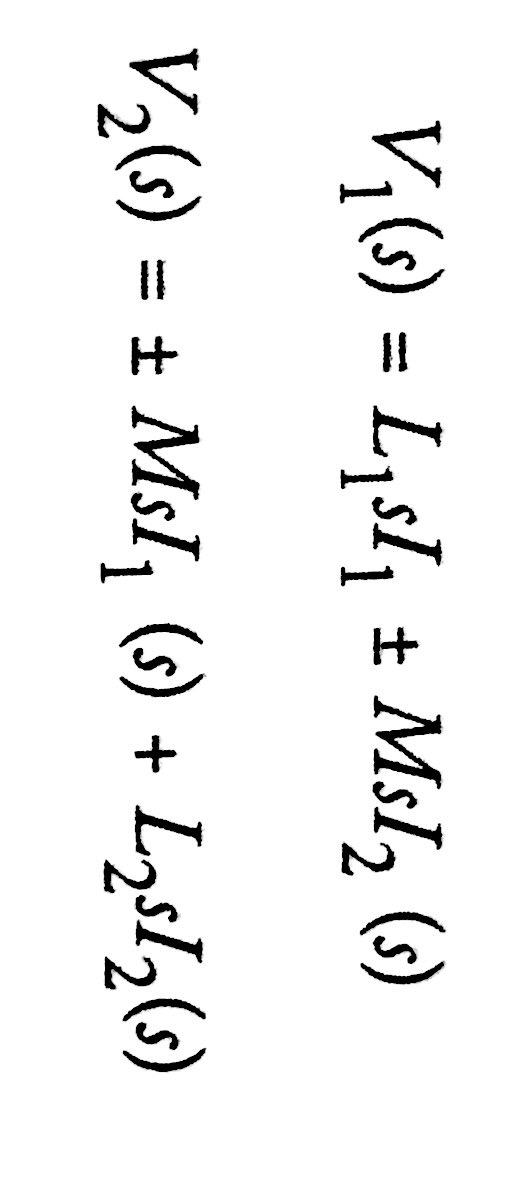 V₁(s) = L₁sI₁ ± MsI₂ (s)
V₂(s) = ± MsI₁ (s) + L₂sI₂(s)